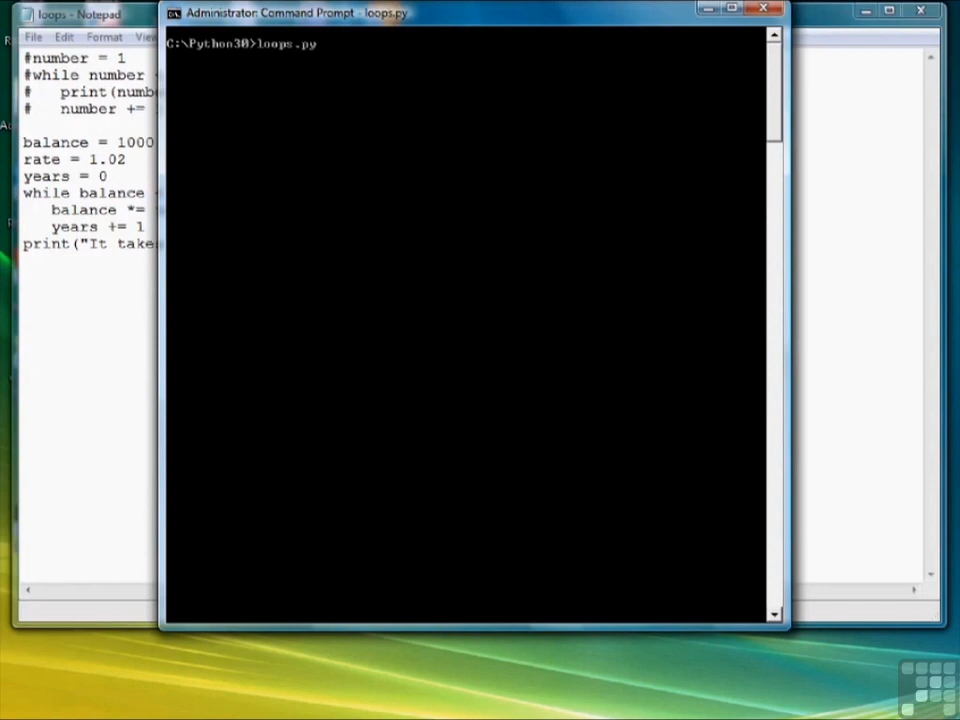 loops - Notepad
File Edit Format View
#number = 1
#while number
#   print(numb
#   number +=
balance = 1000
rate = 1.02
years = 0
while balance
balance *=
years += 1
print("It take
Administrator: Command Prompt - loops.py
C:\Python30>loops.py